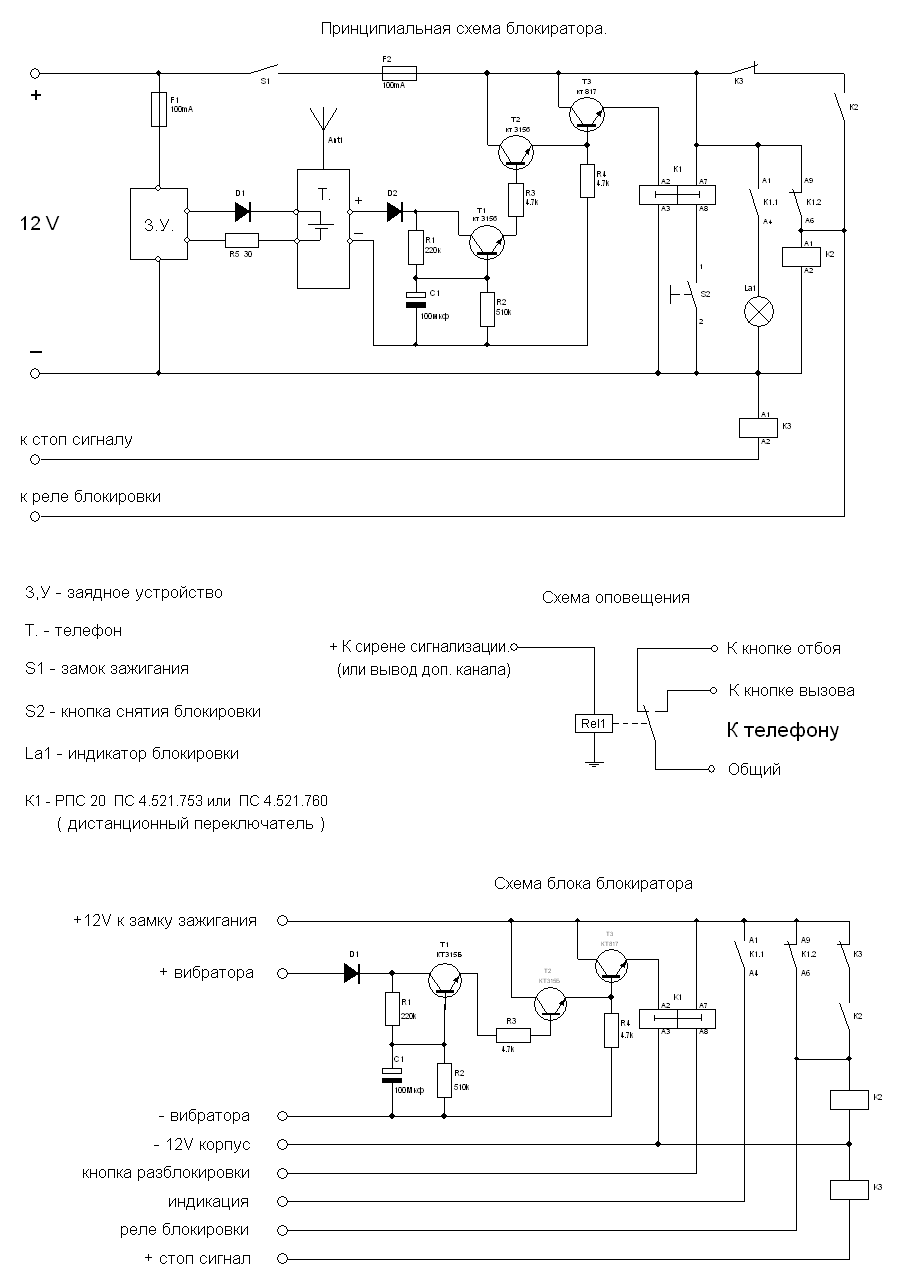 Принципиальная схема блокиратора.
+
12 V
–
F1
100mA
S1
F2
100mA
Ant1
З.У.
D1
R5 30
Т.
+
–
D2
R1
220k
C1
100мкф
T1
кт 315б
R2
510k
R3
4.7k
T2
кт 315б
T3
кт 817
R4
4.7k
K1
A2
A7
A3
A8
1
S2
2
K3
K2
A1
K1.1
A4
A9
K1.2
A6
A1
K2
A2
La1
A1
K3
A2
к стоп сигналу
к реле блокировки
З,У - заядное устройство
Т. - телефон
S1 - замок зажигания
S2 - кнопка снятия блокировки
La1 - индикатор блокировки
К1 - РПС 20 ПС 4.521.753 или ПС 4.521.760
( дистанционный переключатель )
Схема оповещения
+ К сирене сигнализации.
(или вывод доп. канала)
Rel1
К кнопке отбоя
К кнопке вызова
К телефону
Общий
Схема блока блокиратора
+12V к замку зажигания
+ вибратора
- вибратора
- 12V корпус
кнопка разблокировки
индикация
реле блокировки
+ стоп сигнал
D1
R1
220k
C1
100Мкф
T1
КТ315Б
R2
510k
R3
4.7k
T2
КТ315Б
T3
КТ817
R4
4.7k
K1
A2
A7
A3
A8
A1
K1.1
A4
A9
K1.2
A6
K3
K2
K2
K3